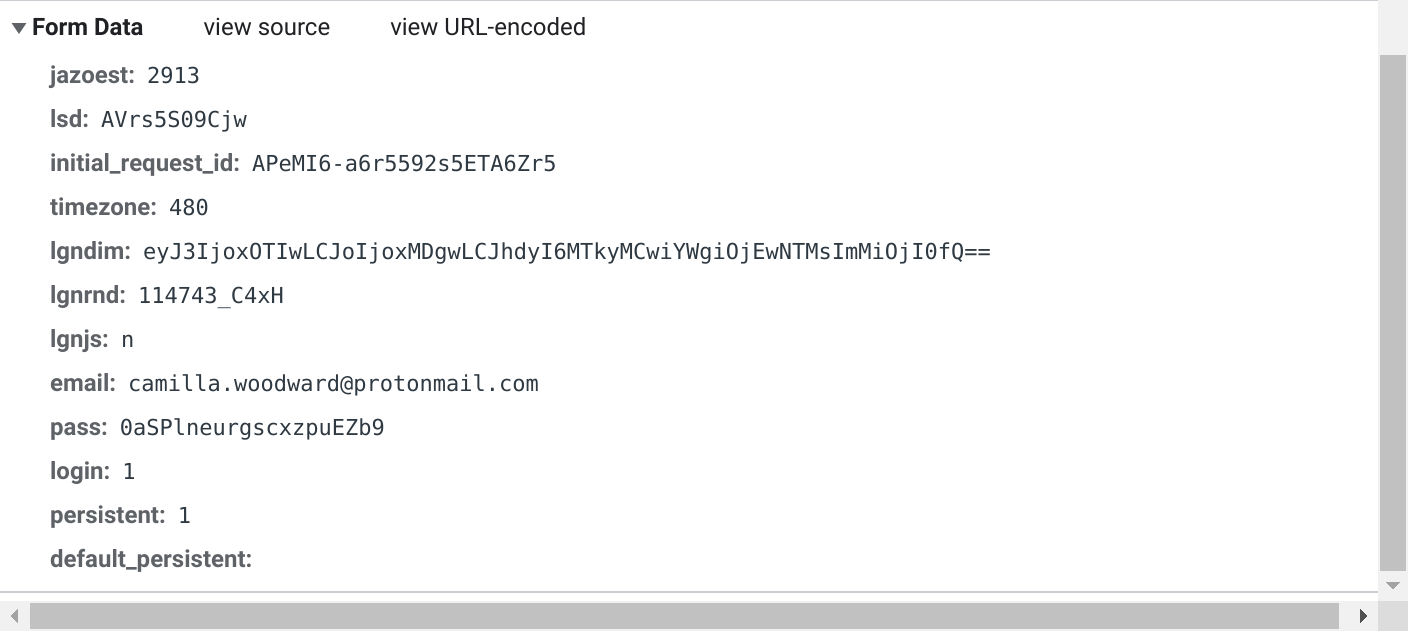 Form Data view source view URL-encoded
jazoest: 2913
lsd: AVrs5S09Cjw
initial_request_id: APeMI6-a6r5592s5ETA6Zr5
timezone: 480
lgndim: eyJ3IjoxOTIwLCJoIjoxMDgwLCJhdyI6MTkyMCwiYWgiOjEwNTMsImMiOjI0fQ==
lgnrnd: 114743_C4xH
lgnjs: n
email: camilla.woodward@protonmail.com
pass: 0aSPlneurgscxzpuEZb9
login: 1
persistent: 1
default_persistent: